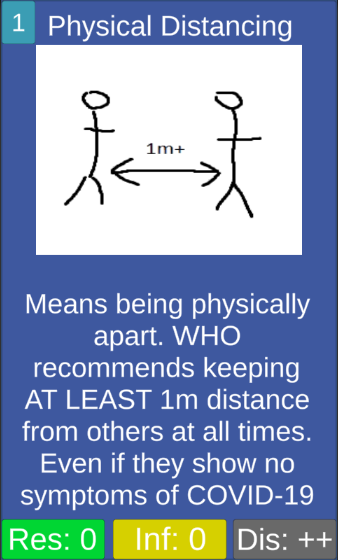 1 Physical Distancing
1m+
Means being physically
apart. WHO
recommends keeping
AT LEAST 1m distance
from others at all times.
Even if they show no
symptoms of COVID-19
Res: 0 Inf: 0 Dis: ++